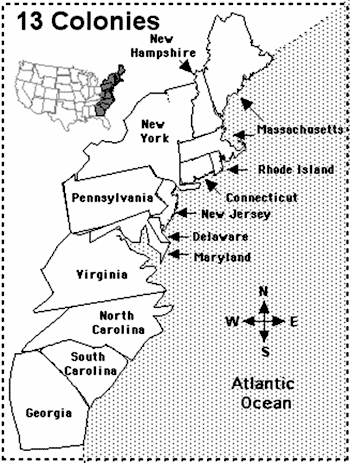 13 Colonies
New
Hampshire
New
York
Massachusetts
Rhode Island
Pennsylvania
Connecticut
New Jersey
Delaware
Maryland
Virginia
N
W
E
S
North
Carolina
South
Carolina
Georgia
Atlantic
Ocean